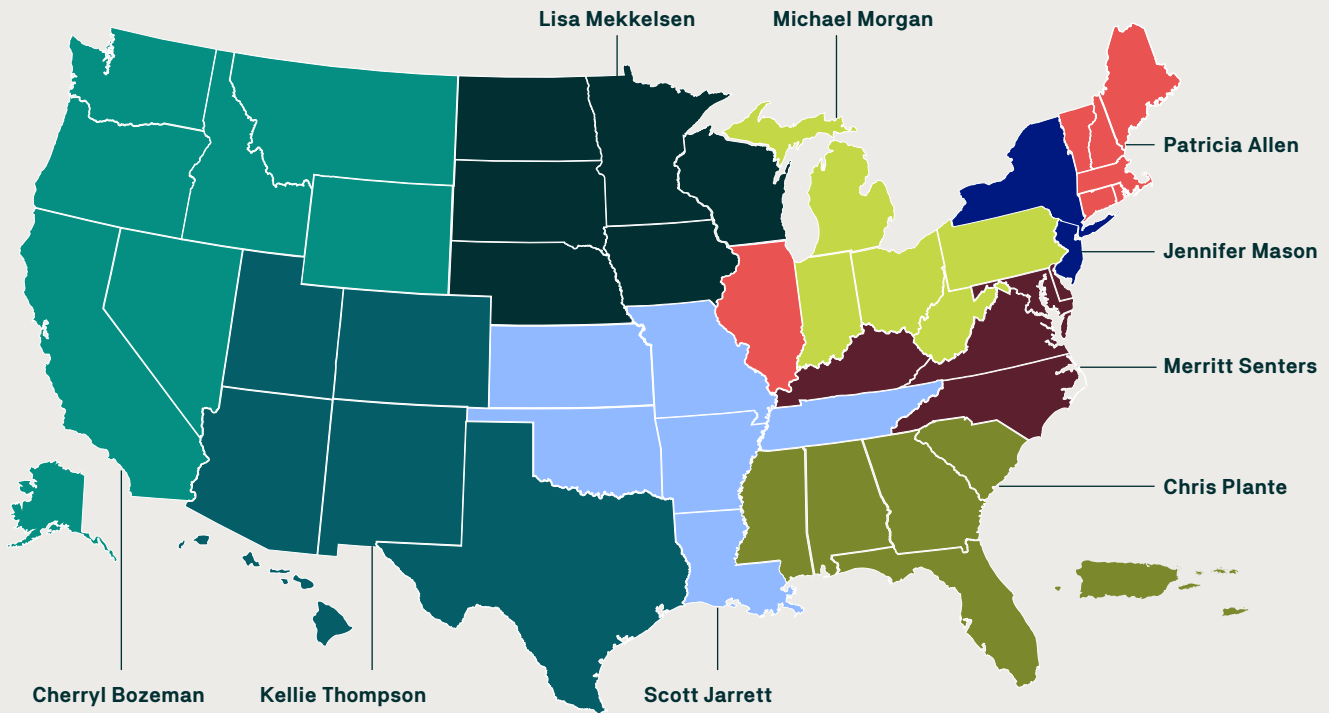 Lisa Mekkelsen
Michael Morgan
Patricia Allen
Jennifer Mason
Merritt Senters
Chris Plante
Cherryl Bozeman
Kellie Thompson
Scott Jarrett